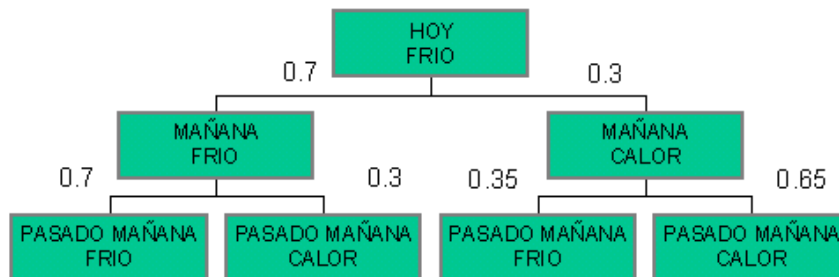 HOY
FRIO
0.7
0.3
MAÑANA
FRIO
MAÑANA
CALOR
0.7
0.3
0.35
0.65
PASADO MAÑANA
FRIO
PASADO MAÑANA
CALOR
PASADO MAÑANA
FRIO
PASADO MAÑANA
CALOR